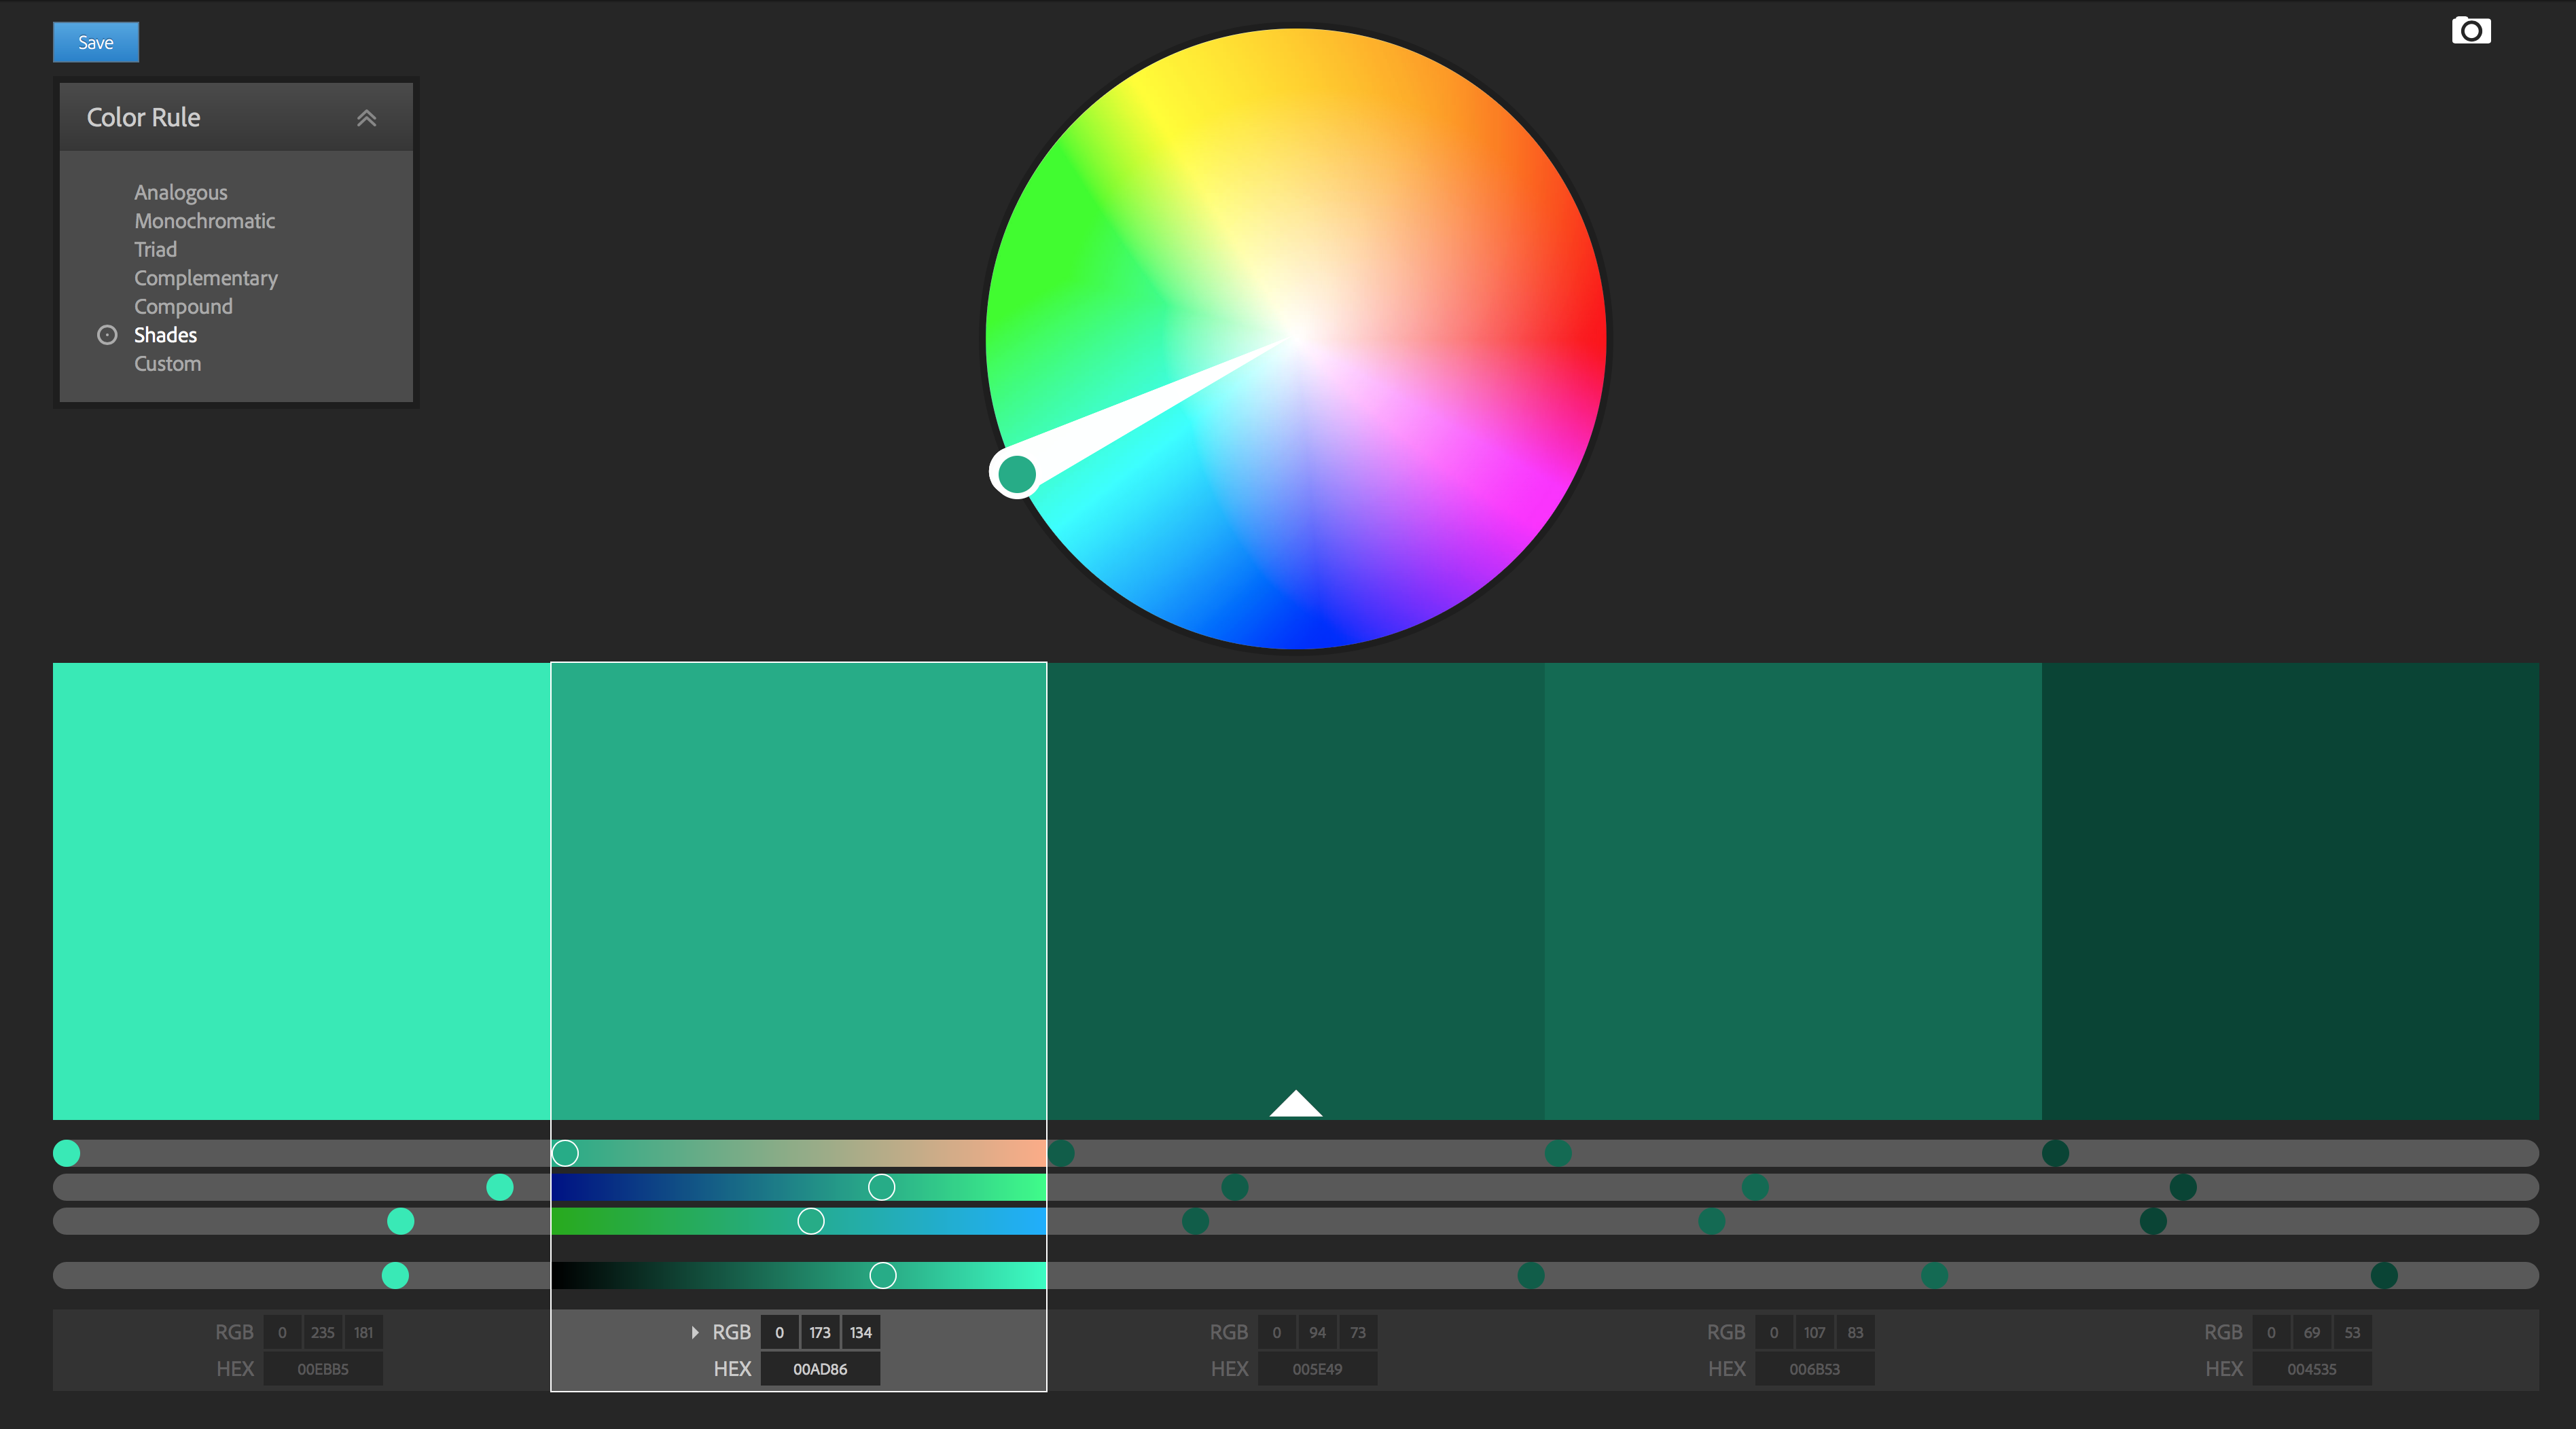 Save
Color Rule
Analogous
Monochromatic
Triad
Complementary
Compound
Shades
Custom
RGB 0 235 181
HEX 00EBB5
RGB 0 173 134
HEX 00AD86
RGB 0 94 73
HEX 005E49
RGB 0 107 83
HEX 006B53
RGB 0 69 53
HEX 004535